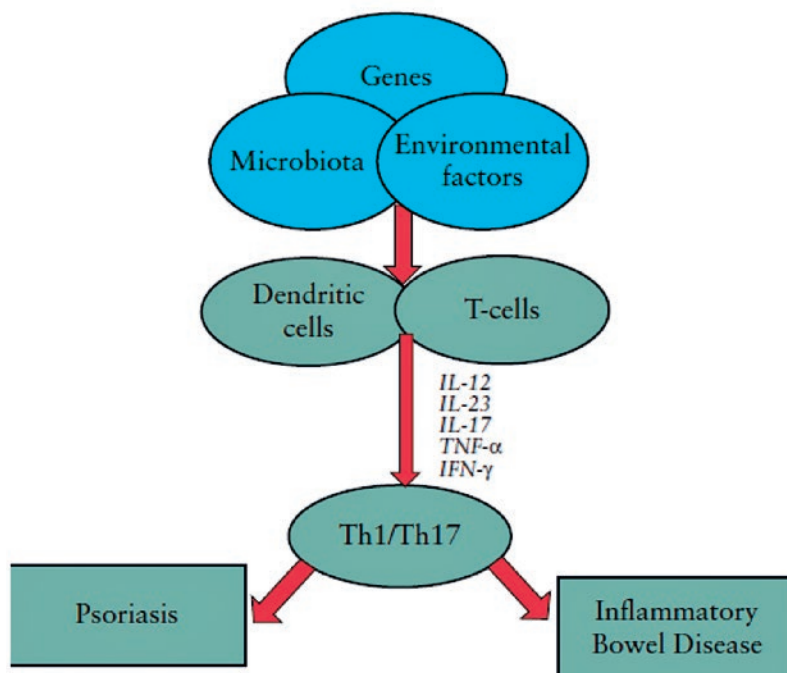 Genes
Microbiota
Environmental
factors
Dendritic
cells
T-cells
IL-12
IL-23
IL-17
TNF-α
IFN-γ
Th1/Th17
Psoriasis
Inflammatory
Bowel Disease